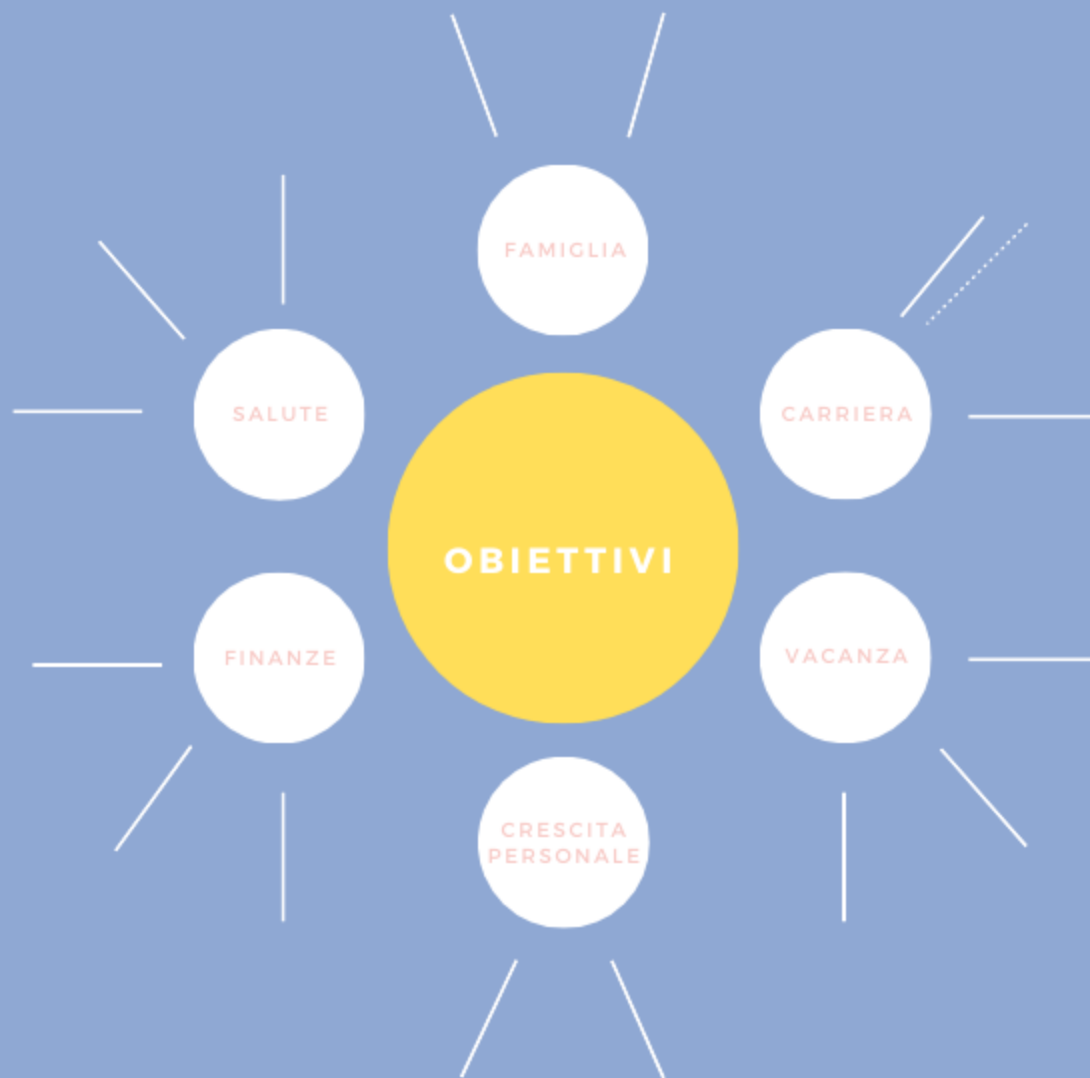 FAMIGLIA
SALUTE
CARRIERA
OBIETTIVI
FINANZE
VACANZA
CRESCITA
PERSONALE